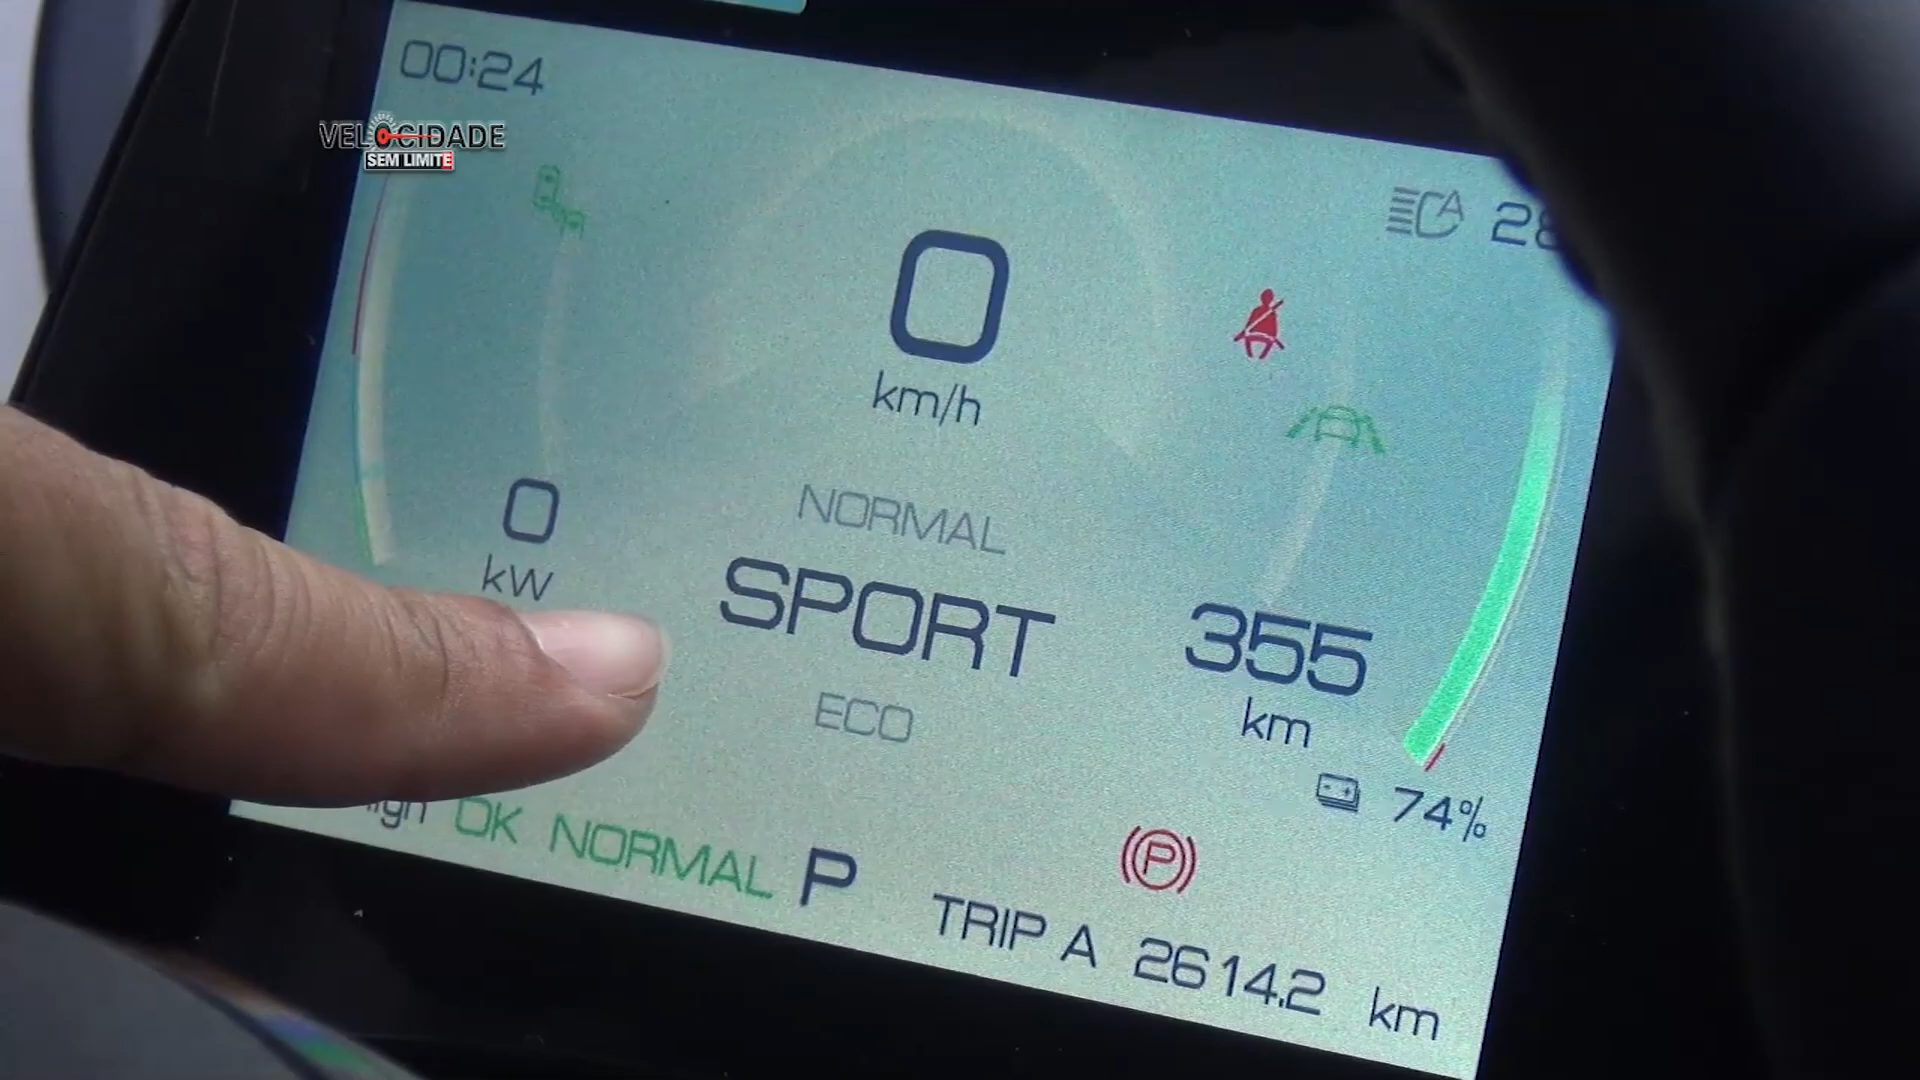 00:24
VELOCIDADE
SEM LIMITE
A
0
km/h
0
kW
NORMAL
SPORT
ECO
355
km
74%
OK NORMAL P
(P)
TRIP A 2614.2 km